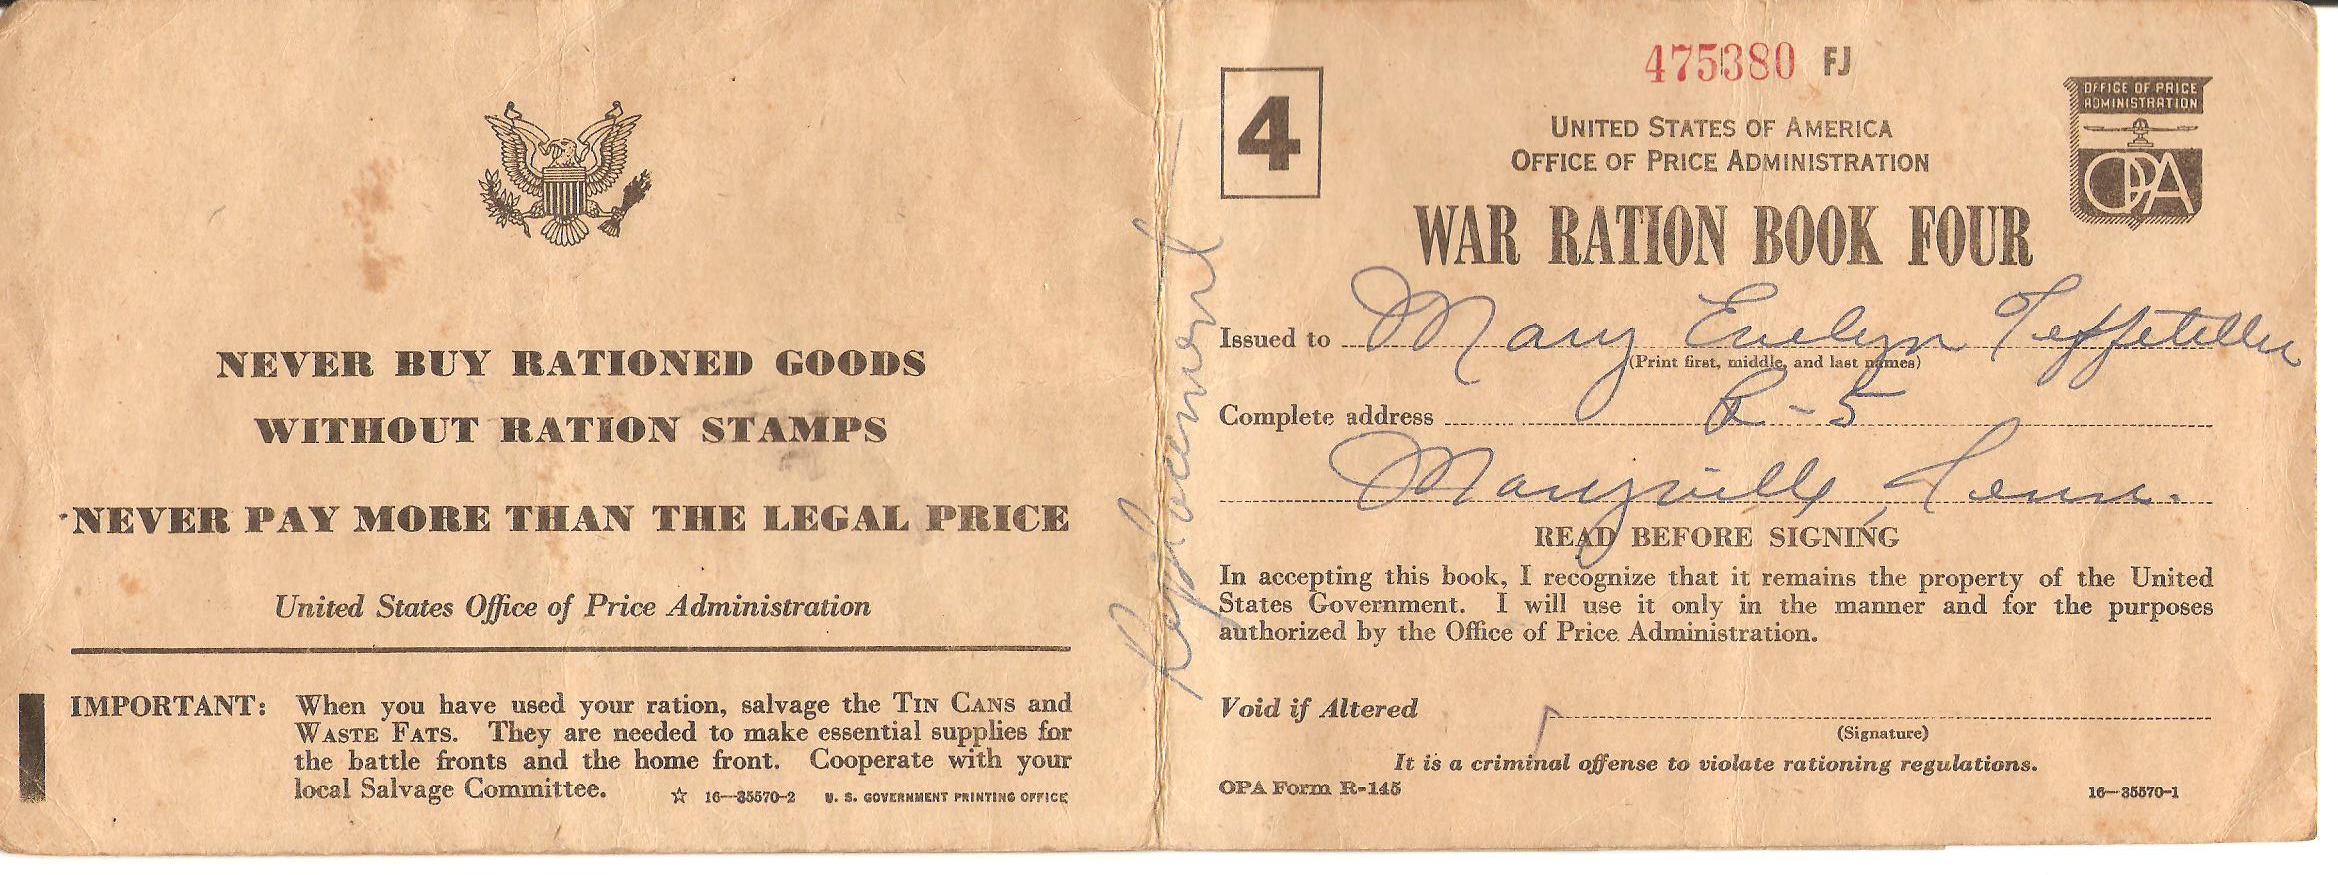 NEVER BUY RATIONED GOODS
WITHOUT RATION STAMPS
NEVER PAY MORE THAN THE LEGAL PRICE
United States Office of Price Administration
IMPORTANT: When you have used your ration, salvage the TIN CANS and
WASTE FATS. They are needed to make essential supplies for
the battle fronts and the home front. Cooperate with your
local Salvage Committee.
☆ 16—35570-2 U. S. GOVERNMENT PRINTING OFFICE
Replacement
475380 FJ
4
UNITED STATES OF AMERICA
OFFICE OF PRICE ADMINISTRATION
OFFICE OF PRICE
ADMINISTRATION
OPA
WAR RATION BOOK FOUR
Issued to Mary Evelyn Teffeteller
(Print first, middle, and last names)
Complete address R-5
Maryville, Tenn.
READ BEFORE SIGNING
In accepting this book, I recognize that it remains the property of the United
States Government. I will use it only in the manner and for the purposes
authorized by the Office of Price Administration.
Void if Altered
(Signature)
It is a criminal offense to violate rationing regulations.
OPA Form R-145
16—35570-1